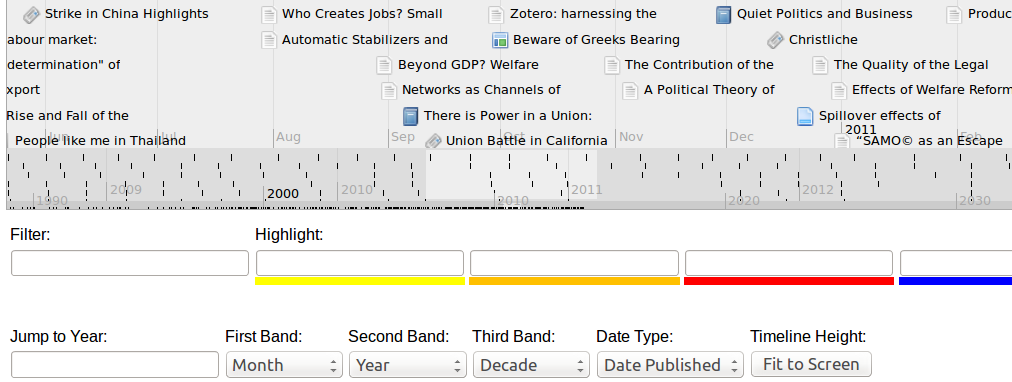 Strike in China Highlights Who Creates Jobs? Small Zotero: harnessing the Quiet Politics and Business Produc
abour market: Automatic Stabilizers and Beware of Greeks Bearing Christliche
determination" of Beyond GDP? Welfare The Contribution of the The Quality of the Legal
xport Networks as Channels of A Political Theory of Effects of Welfare Reform
Rise and Fall of the There is Power in a Union: Spillover effects of
Jun Jul Aug Sep Oct Nov Dec 2011 Feb
People like me in Thailand Union Battle in California “SAMO© as an Escape
2009 2010 2011 2012
1990 2000 2010 2020 2030
Filter: Highlight:
Jump to Year: First Band: Second Band: Third Band: Date Type: Timeline Height:
Month Year Decade Date Published Fit to Screen